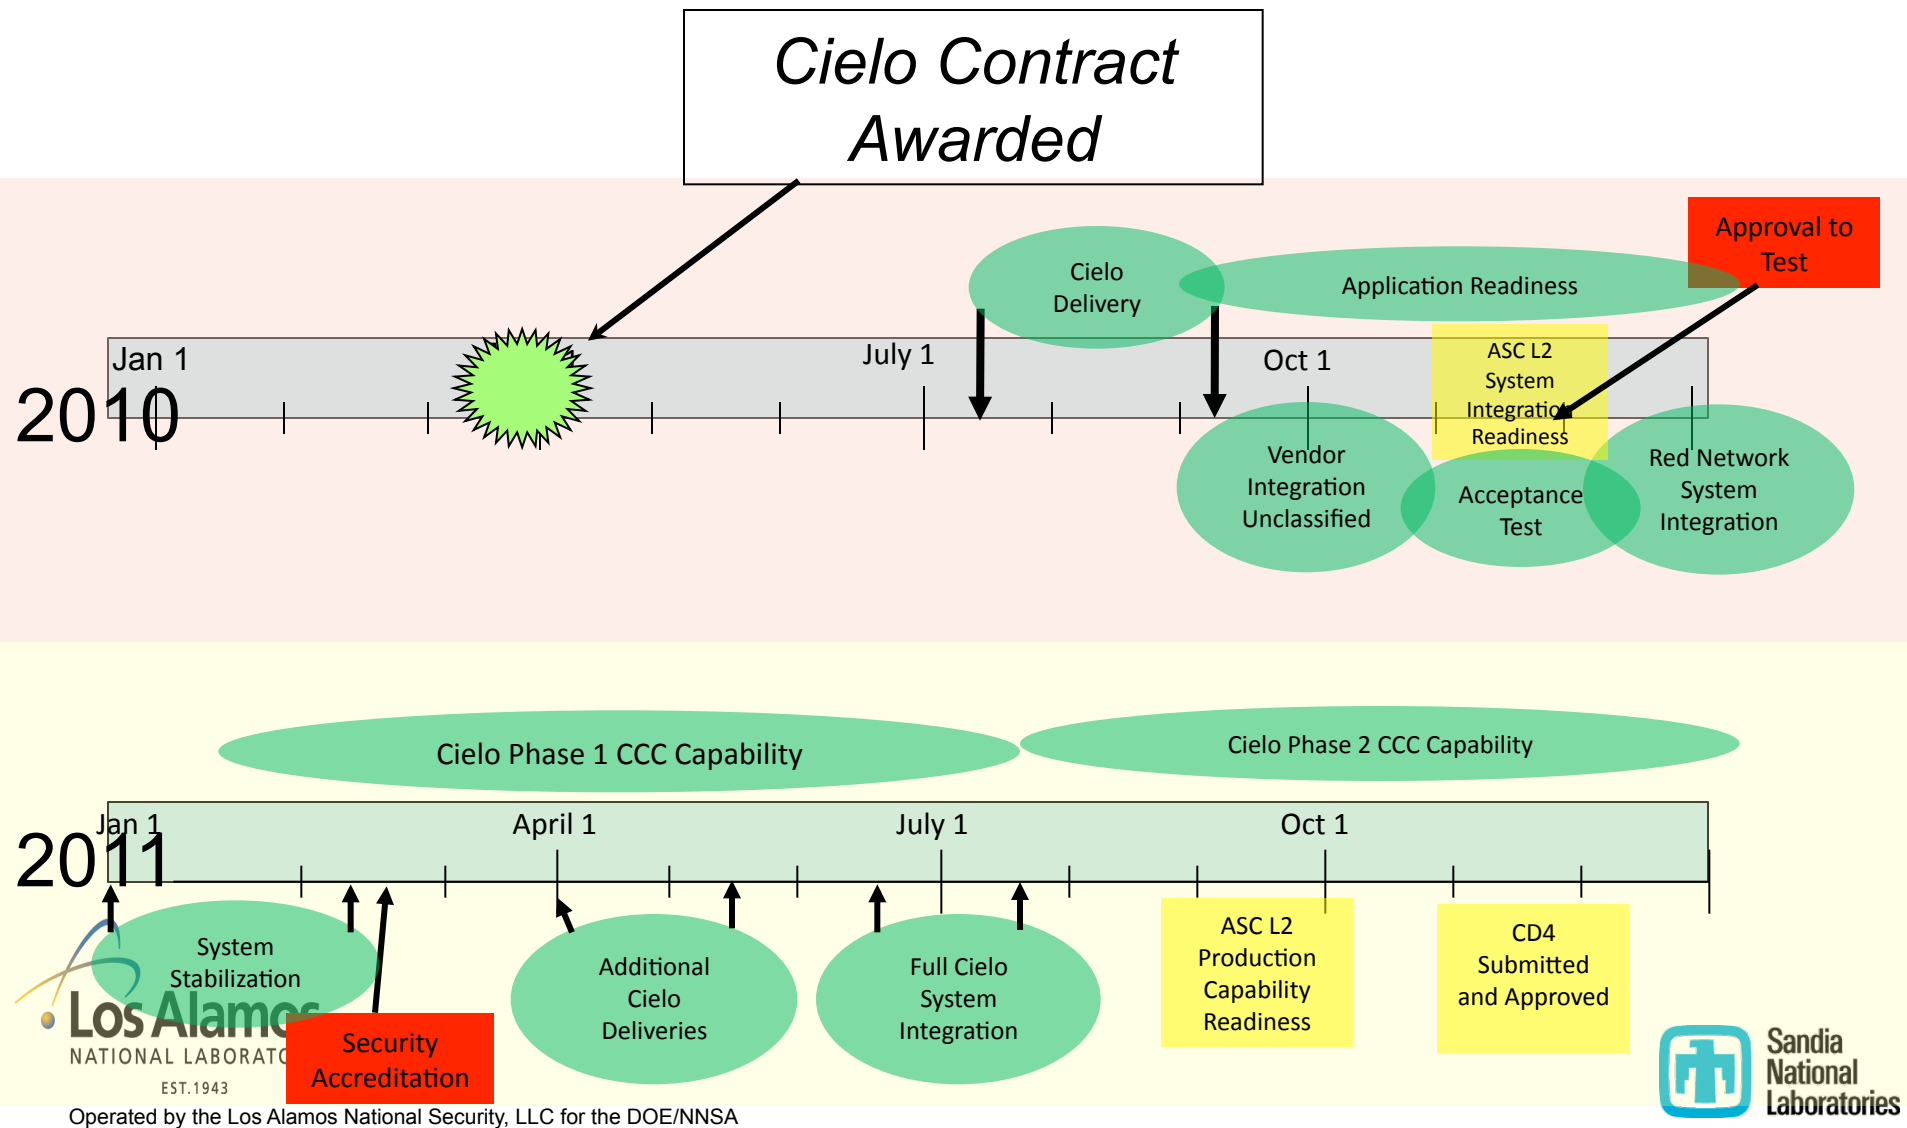 Cielo Contract
Awarded
Approval to
Test
Cielo
Delivery
Application Readiness
Jan 1
July 1
Oct 1
ASC L2
System
Integration
Readiness
2010
Vendor
Integration
Unclassified
Acceptance
Test
Red Network
System
Integration
Cielo Phase 1 CCC Capability
Cielo Phase 2 CCC Capability
Jan 1
April 1
July 1
Oct 1
2011
System
Stabilization
Additional
Cielo
Deliveries
Full Cielo
System
Integration
ASC L2
Production
Capability
Readiness
CD4
Submitted
and Approved
Los Alamos
NATIONAL LABORATO
EST.1943
Security
Accreditation
Sandia
National
Laboratories
Operated by the Los Alamos National Security, LLC for the DOE/NNSA